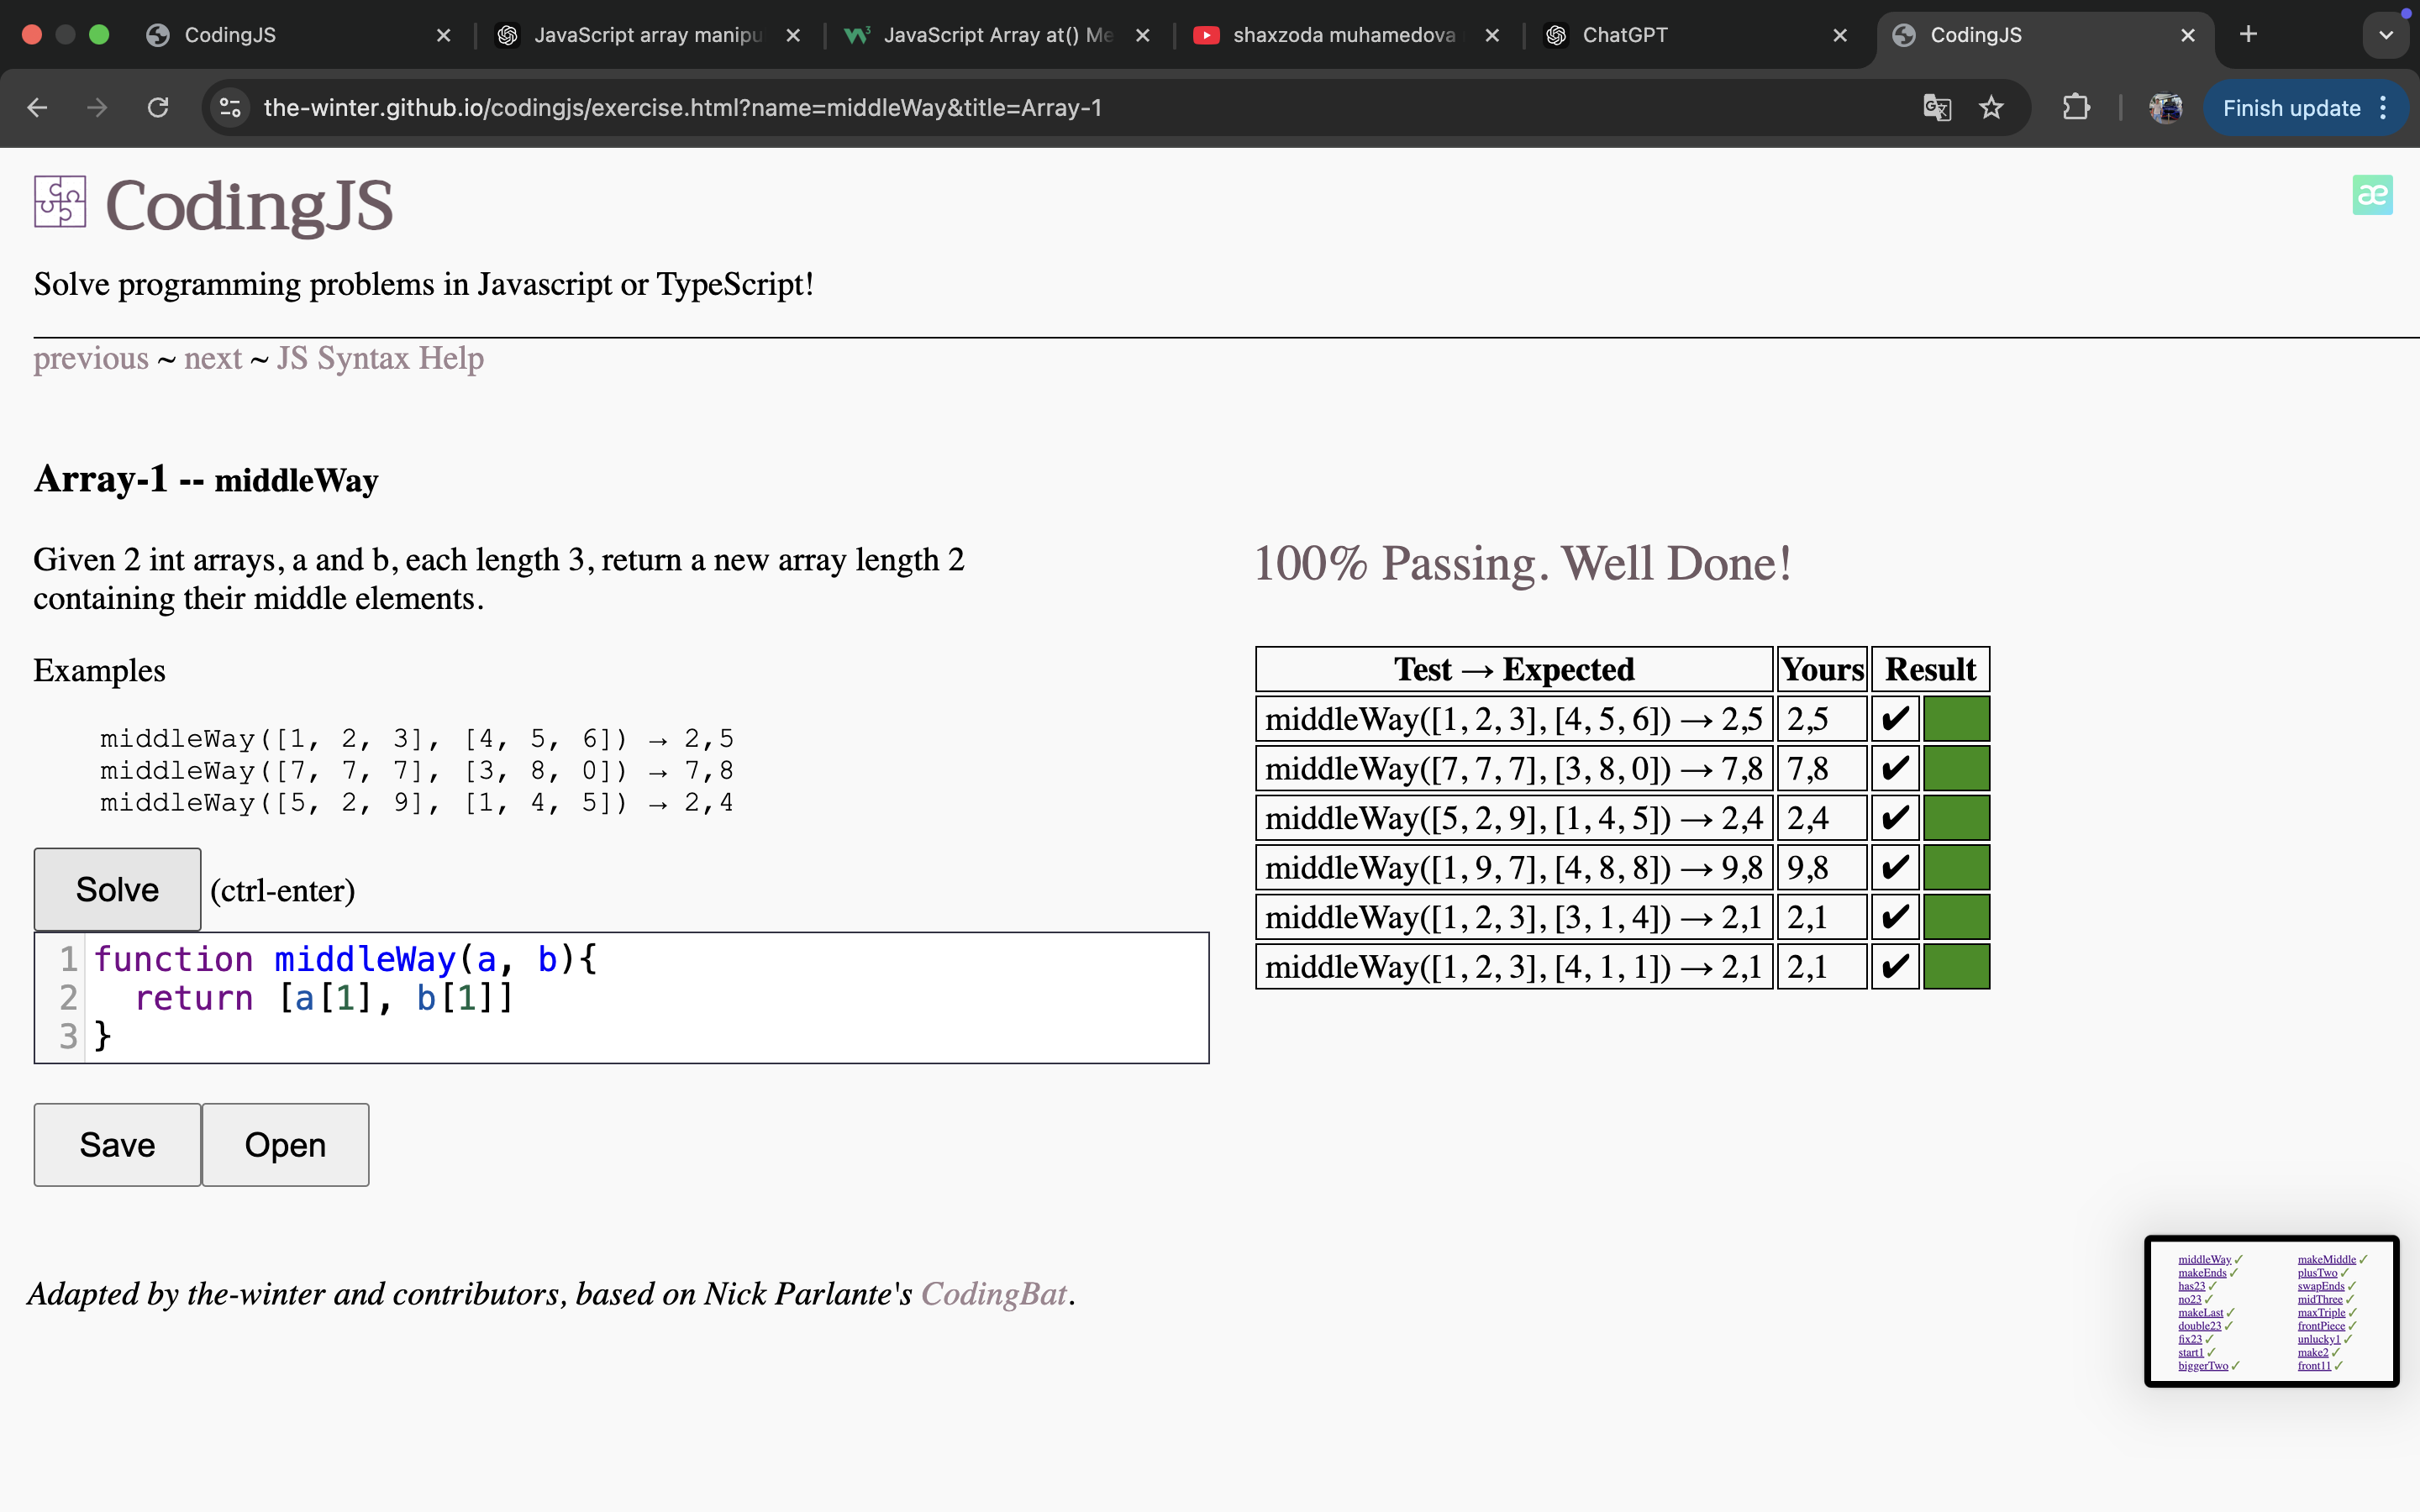 CodingJS
JavaScript array manipu
JavaScript Array at() Me
shaxzoda muhamedova
ChatGPT
CodingJS
the-winter.github.io/codingjs/exercise.html?name=middleWay&title=Array-1
Finish update
CodingJS
æ
Solve programming problems in Javascript or TypeScript!
previous ~ next ~ JS Syntax Help
Array-1 -- middleWay
Given 2 int arrays, a and b, each length 3, return a new array length 2
containing their middle elements.
Examples
middleWay([1, 2, 3], [4, 5, 6]) → 2,5
middleWay([7, 7, 7], [3, 8, 0]) → 7,8
middleWay([5, 2, 9], [1, 4, 5]) → 2,4
Solve (ctrl-enter)
1 function middleWay(a, b){
2 return [a[1], b[1]]
3 }
Save Open
100% Passing. Well Done!
Test → Expected Yours Result
middleWay([1, 2, 3], [4, 5, 6]) → 2,5 2,5 ✔
middleWay([7, 7, 7], [3, 8, 0]) → 7,8 7,8 ✔
middleWay([5, 2, 9], [1, 4, 5]) → 2,4 2,4 ✔
middleWay([1, 9, 7], [4, 8, 8]) → 9,8 9,8 ✔
middleWay([1, 2, 3], [3, 1, 4]) → 2,1 2,1 ✔
middleWay([1, 2, 3], [4, 1, 1]) → 2,1 2,1 ✔
Adapted by the-winter and contributors, based on Nick Parlante's CodingBat.
middleWay ✓ makeMiddle ✓
makeEnds ✓ plusTwo ✓
has23 ✓ swapEnds ✓
no23 ✓ midThree ✓
makeLast ✓ maxTriple ✓
double23 ✓ frontPiece ✓
fix23 ✓ unlucky1 ✓
start1 ✓ make2 ✓
biggerTwo ✓ front11 ✓